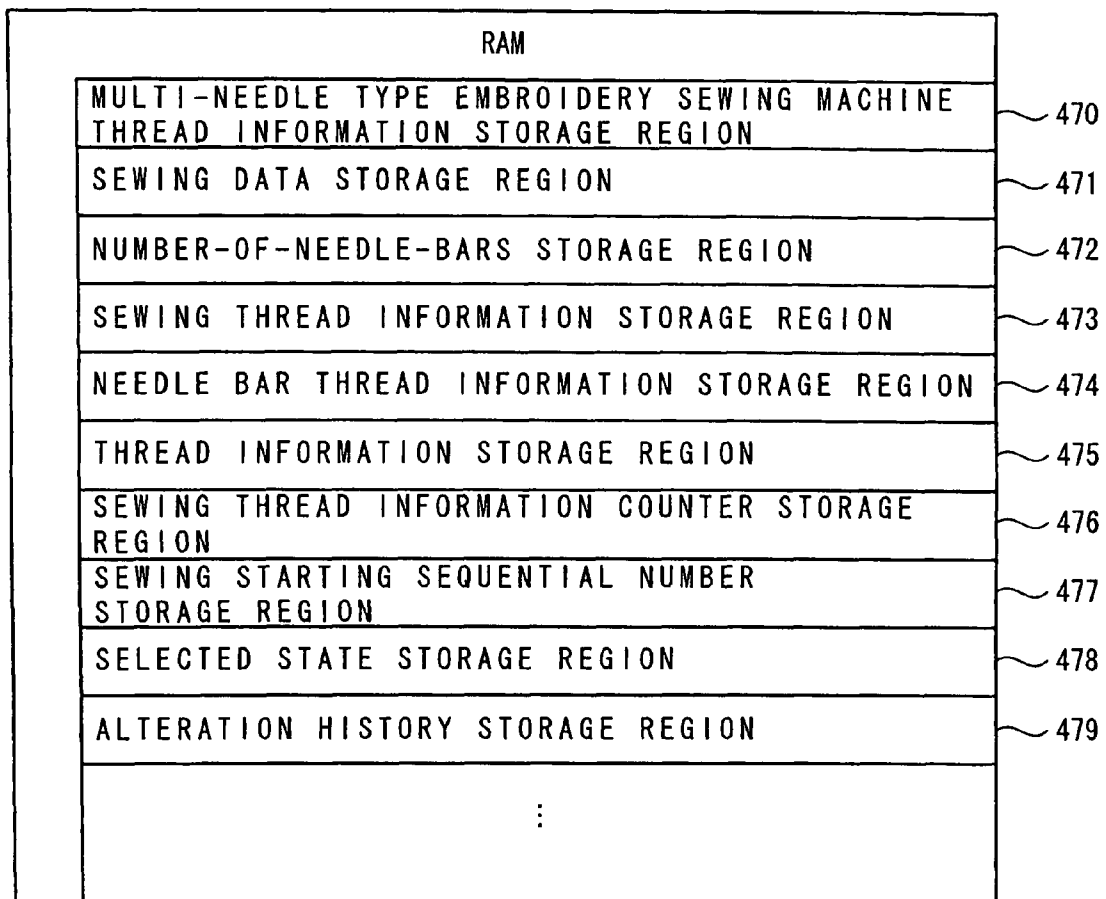 RAM
MULTI-NEEDLE TYPE EMBROIDERY SEWING MACHINE
THREAD INFORMATION STORAGE REGION
470
SEWING DATA STORAGE REGION
471
NUMBER-OF-NEEDLE-BARS STORAGE REGION
472
SEWING THREAD INFORMATION STORAGE REGION
473
NEEDLE BAR THREAD INFORMATION STORAGE REGION
474
THREAD INFORMATION STORAGE REGION
475
SEWING THREAD INFORMATION COUNTER STORAGE
REGION
476
SEWING STARTING SEQUENTIAL NUMBER
STORAGE REGION
477
SELECTED STATE STORAGE REGION
478
ALTERATION HISTORY STORAGE REGION
479
⋮